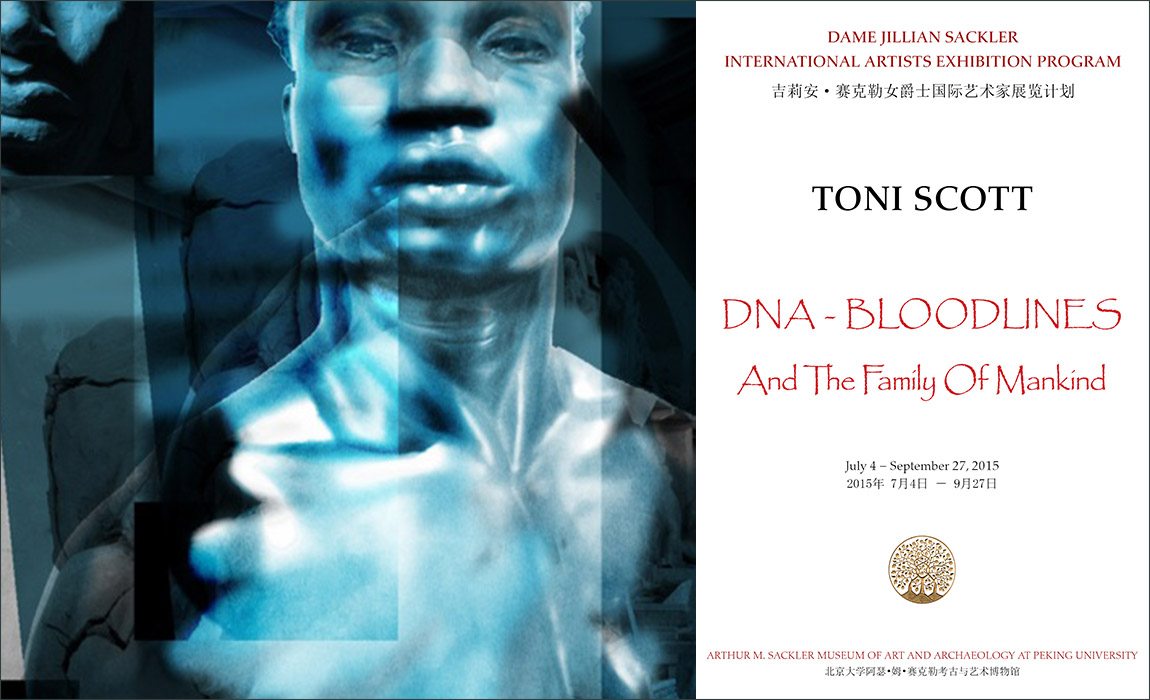 DAME JILLIAN SACKLER
INTERNATIONAL ARTISTS EXHIBITION PROGRAM
吉莉安•赛克勒女爵士国际艺术家展览计划
TONI SCOTT
DNA - BLOODLINES
And The Family Of Mankind
July 4 – September 27, 2015
2015年 7月4日 － 9月27日
ARTHUR M. SACKLER MUSEUM OF ART AND ARCHAEOLOGY AT PEKING UNIVERSITY
北京大学阿瑟•姆•赛克勒考古与艺术博物馆